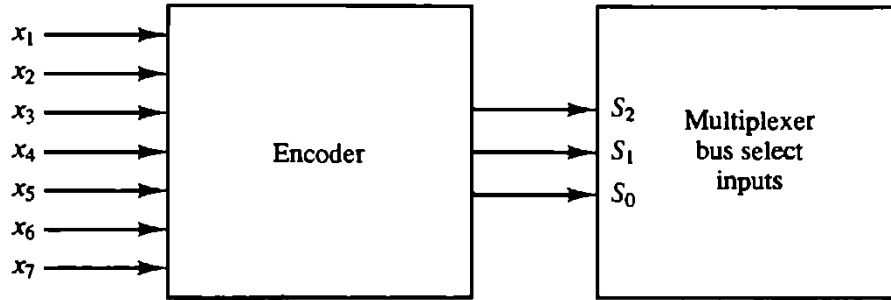 x₁
x₂
x₃
x₄
x₅
x₆
x₇
Encoder
S₂
S₁
S₀
Multiplexer
bus select
inputs